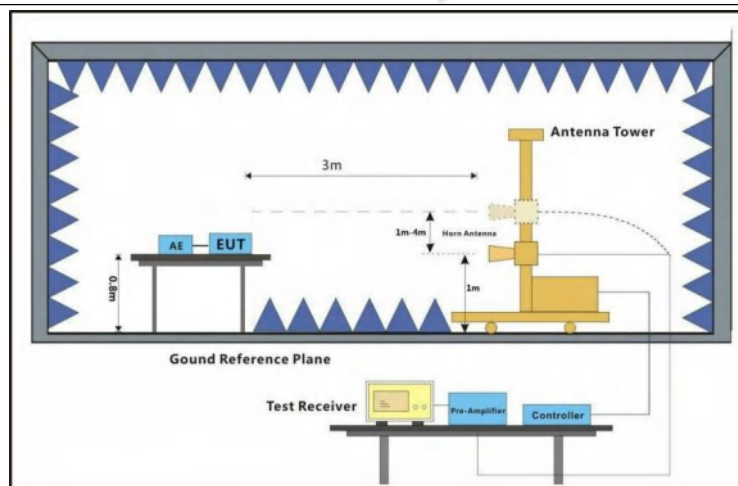 Antenna Tower
3m
1m-4m
Horn Antenna
AE
EUT
0.8m
1m
Gound Reference Plane
Test Receiver
Pre-Amplifier
Controller